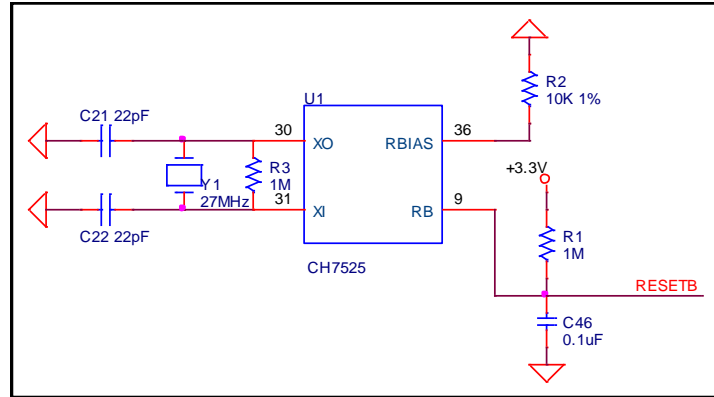 U1
C21 22pF
30
XO
RBIAS
36
R2
10K 1%
R3
1M
Y1
27MHz
+3.3V
31
XI
RB
9
C22 22pF
R1
1M
CH7525
RESETB
C46
0.1uF